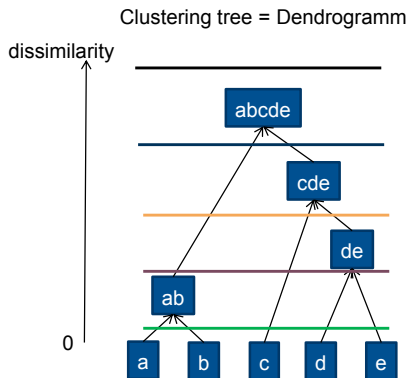 Clustering tree = Dendrogramm
dissimilarity
abcde
cde
de
ab
0
a b c d e